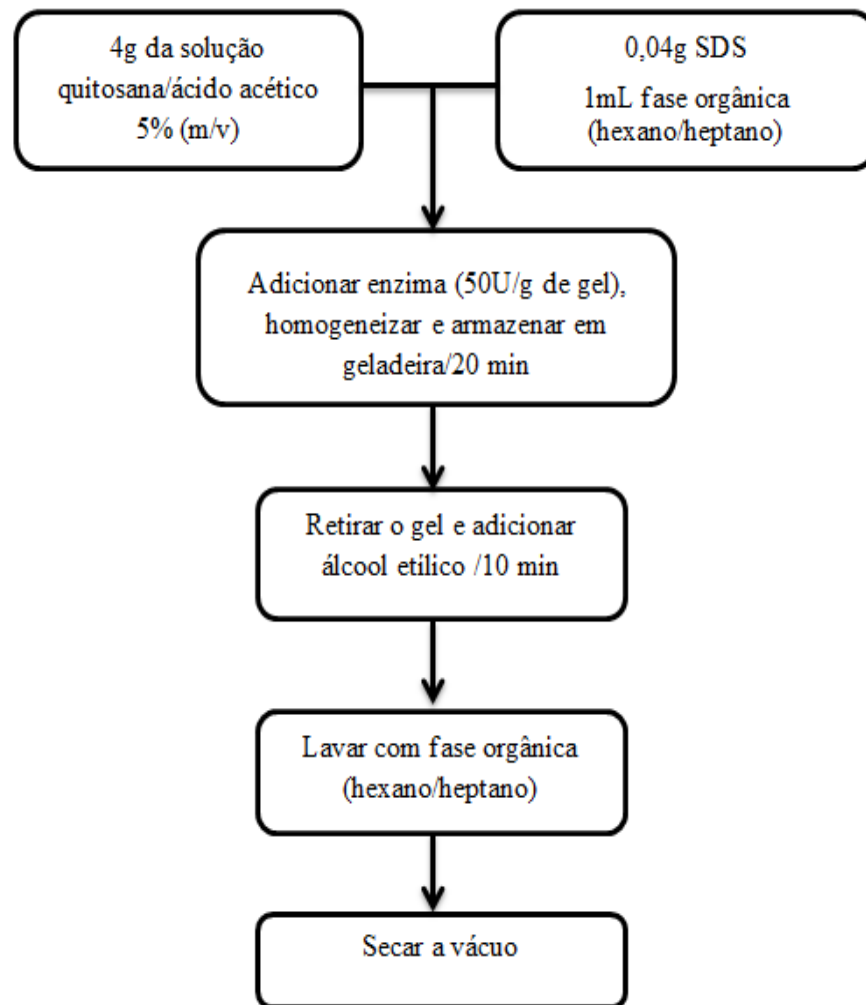 4g da solução
quitosana/ácido acético
5% (m/v)
0,04g SDS
1mL fase orgânica
(hexano/heptano)
Adicionar enzima (50U/g de gel),
homogeneizar e armazenar em
geladeira/20 min
Retirar o gel e adicionar
álcool etílico /10 min
Lavar com fase orgânica
(hexano/heptano)
Secar a vácuo